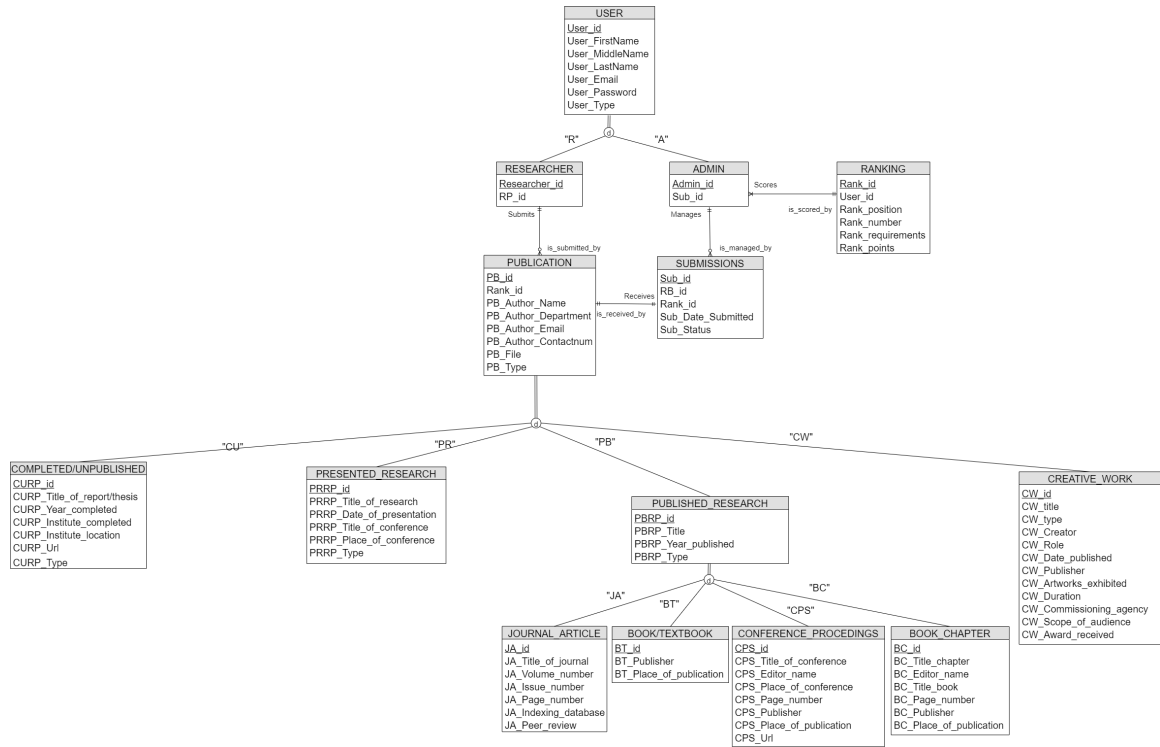 USER
User_id
User_FirstName
User_MiddleName
User_LastName
User_Email
User_Password
User_Type
d
"R"
"A"
RESEARCHER
Researcher_id
RP_id
ADMIN
Admin_id
Sub_id
RANKING
Rank_id
User_id
Rank_position
Rank_number
Rank_requirements
Rank_points
Scores
is_scored_by
Submits
is_submitted_by
Manages
is_managed_by
PUBLICATION
PB_id
Rank_id
PB_Author_Name
PB_Author_Department
PB_Author_Email
PB_Author_Contactnum
PB_File
PB_Type
Receives
is_received_by
SUBMISSIONS
Sub_id
RB_id
Rank_id
Sub_Date_Submitted
Sub_Status
d
"CU"
"PR"
"PB"
"CW"
COMPLETED/UNPUBLISHED
CURP_id
CURP_Title_of_report/thesis
CURP_Year_completed
CURP_Institute_completed
CURP_Institute_location
CURP_Url
CURP_Type
PRESENTED_RESEARCH
PRRP_id
PRRP_Title_of_research
PRRP_Date_of_presentation
PRRP_Title_of_conference
PRRP_Place_of_conference
PRRP_Type
PUBLISHED_RESEARCH
PBRP_id
PBRP_Title
PBRP_Year_published
PBRP_Type
CREATIVE_WORK
CW_id
CW_title
CW_type
CW_Creator
CW_Role
CW_Date_published
CW_Publisher
CW_Artworks_exhibited
CW_Duration
CW_Commissioning_agency
CW_Scope_of_audience
CW_Award_received
d
"JA"
"BT"
"CPS"
"BC"
JOURNAL_ARTICLE
JA_id
JA_Title_of_journal
JA_Volume_number
JA_Issue_number
JA_Page_number
JA_Indexing_database
JA_Peer_review
BOOK/TEXTBOOK
BT_id
BT_Publisher
BT_Place_of_publication
CONFERENCE_PROCEDINGS
CPS_id
CPS_Title_of_conference
CPS_Editor_name
CPS_Place_of_conference
CPS_Page_number
CPS_Publisher
CPS_Place_of_publication
CPS_Url
BOOK_CHAPTER
BC_id
BC_Title_chapter
BC_Editor_name
BC_Title_book
BC_Page_number
BC_Publisher
BC_Place_of_publication